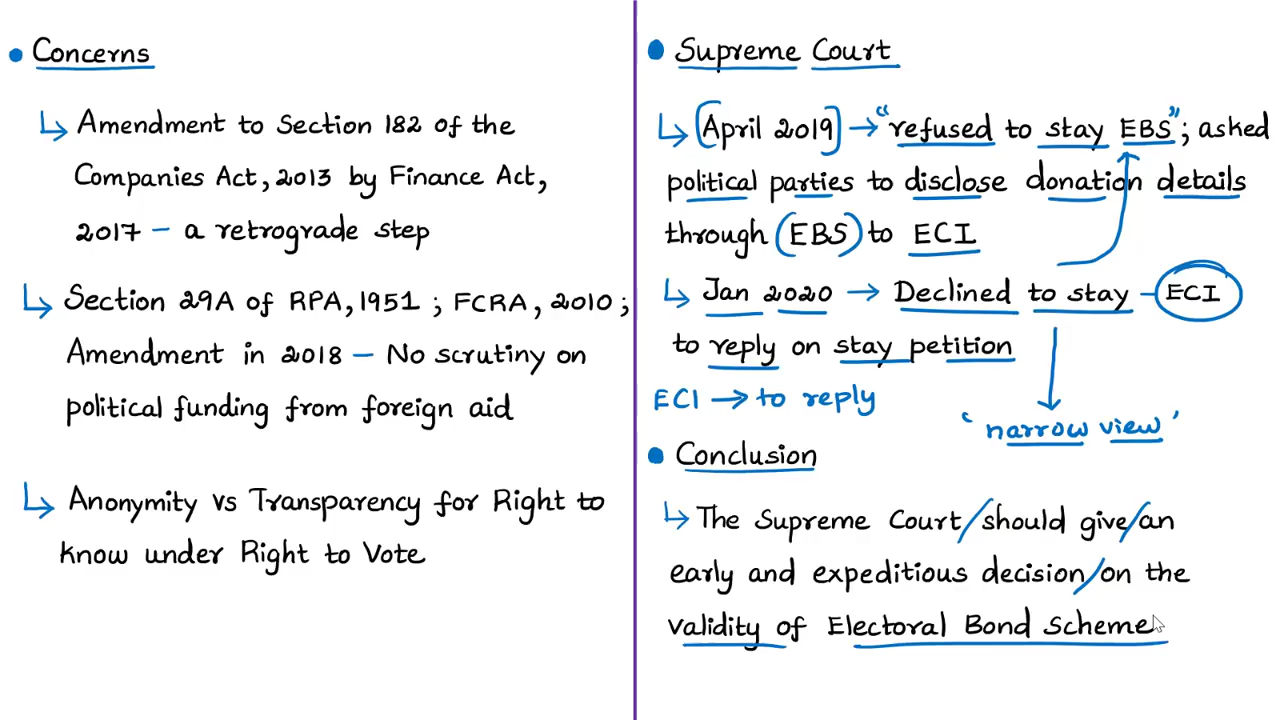 Concerns
Amendment to Section 182 of the
Companies Act, 2013 by Finance Act,
2017 – a retrograde step
Section 29A of RPA, 1951 ; FCRA, 2010 ;
Amendment in 2018 – No scrutiny on
political funding from foreign aid
Anonymity vs Transparency for Right to
know under Right to Vote
Supreme Court
[April 2019] → "refused to stay EBS" ; asked
political parties to disclose donation details
through (EBS) to ECI
Jan 2020 → Declined to stay – ECI
to reply on stay petition
ECI → to reply
'narrow view'
Conclusion
The Supreme Court/should give/an
early and expeditious decision/on the
validity of Electoral Bond Scheme